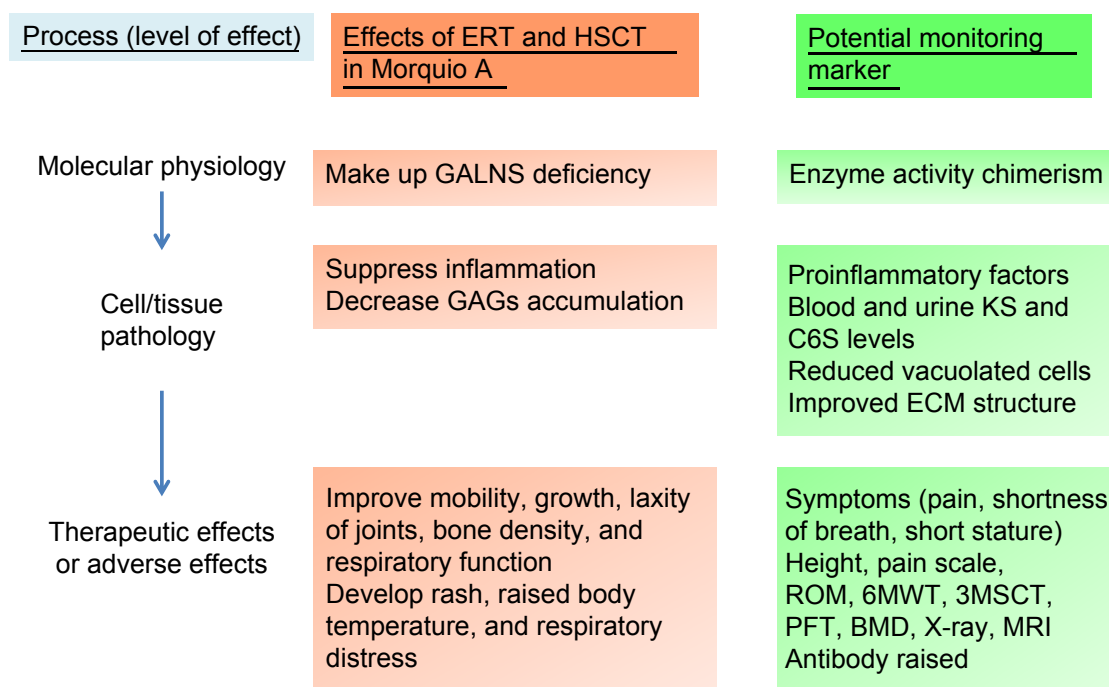 Process (level of effect)
Effects of ERT and HSCT
in Morquio A
Potential monitoring
marker
Molecular physiology
Make up GALNS deficiency
Enzyme activity chimerism
Cell/tissue
pathology
Suppress inflammation
Decrease GAGs accumulation
Proinflammatory factors
Blood and urine KS and
C6S levels
Reduced vacuolated cells
Improved ECM structure
Therapeutic effects
or adverse effects
Improve mobility, growth, laxity
of joints, bone density, and
respiratory function
Develop rash, raised body
temperature, and respiratory
distress
Symptoms (pain, shortness
of breath, short stature)
Height, pain scale,
ROM, 6MWT, 3MSCT,
PFT, BMD, X-ray, MRI
Antibody raised